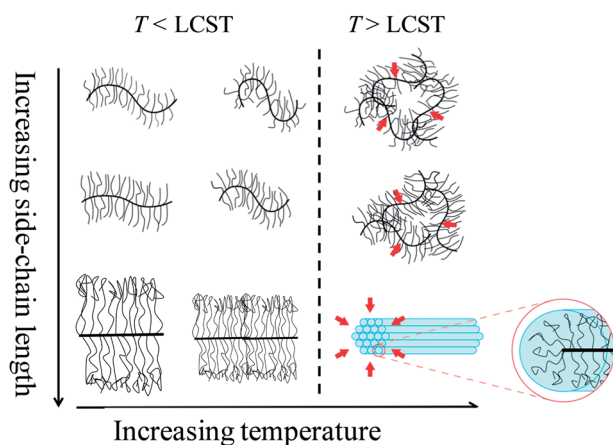 T < LCST
T > LCST
Increasing side-chain length
Increasing temperature